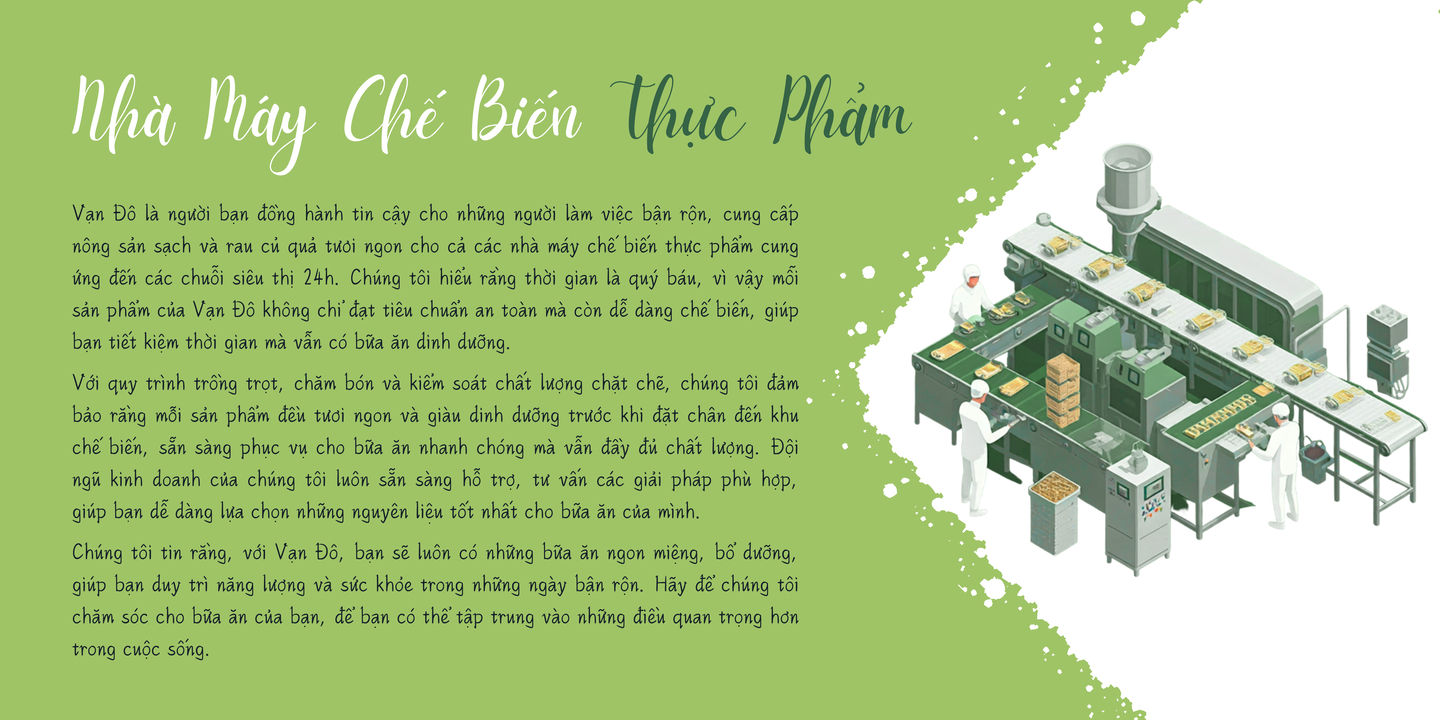 Nhà Máy Chế Biến Thực Phẩm
Vạn Đô là người bạn đồng hành tin cậy cho những người làm việc bận rộn, cung cấp
nông sản sạch và rau củ quả tươi ngon cho cả các nhà máy chế biến thực phẩm cung
ứng đến các chuỗi siêu thị 24h. Chúng tôi hiểu rằng thời gian là quý báu, vì vậy mỗi
sản phẩm của Vạn Đô không chỉ đạt tiêu chuẩn an toàn mà còn dễ dàng chế biến, giúp
bạn tiết kiệm thời gian mà vẫn có bữa ăn dinh dưỡng.
Với quy trình trồng trọt, chăm bón và kiểm soát chất lượng chặt chẽ, chúng tôi đảm
bảo rằng mỗi sản phẩm đều tươi ngon và giàu dinh dưỡng trước khi đặt chân đến khu
chế biến, sẵn sàng phục vụ cho bữa ăn nhanh chóng mà vẫn đầy đủ chất lượng. Đội
ngũ kinh doanh của chúng tôi luôn sẵn sàng hỗ trợ, tư vấn các giải pháp phù hợp,
giúp bạn dễ dàng lựa chọn những nguyên liệu tốt nhất cho bữa ăn của mình.
Chúng tôi tin rằng, với Vạn Đô, bạn sẽ luôn có những bữa ăn ngon miệng, bổ dưỡng,
giúp bạn duy trì năng lượng và sức khỏe trong những ngày bận rộn. Hãy để chúng tôi
chăm sóc cho bữa ăn của bạn, để bạn có thể tập trung vào những điều quan trọng hơn
trong cuộc sống.